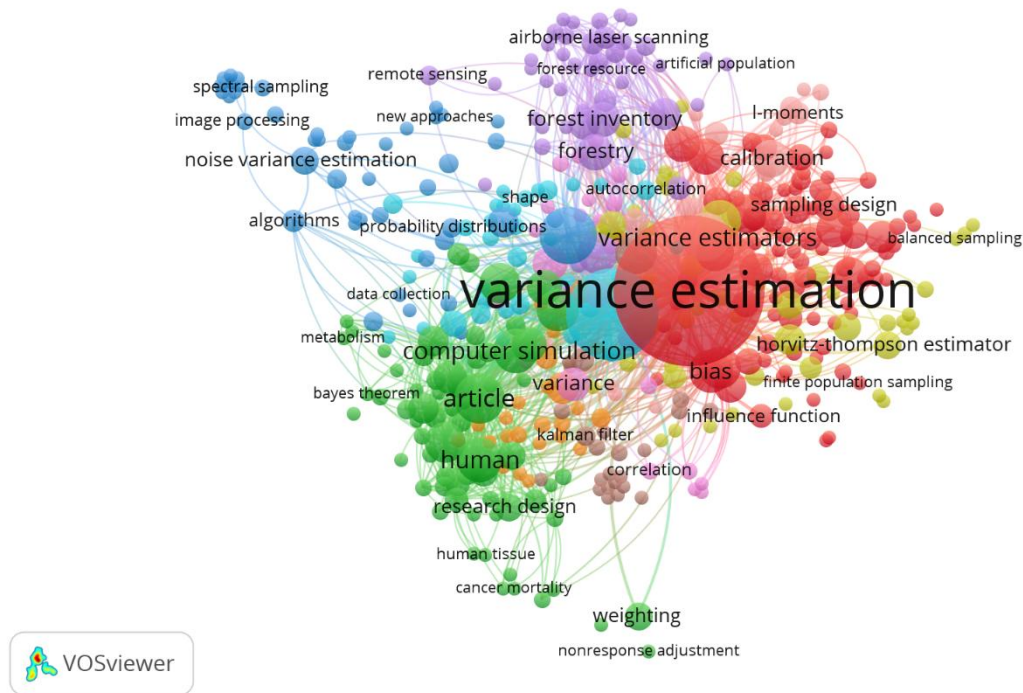 airborne laser scanning
forest resource
artificial population
remote sensing
spectral sampling
image processing
new approaches
forest inventory
l-moments
noise variance estimation
forestry
calibration
shape
autocorrelation
sampling design
algorithms
probability distributions
variance estimators
balanced sampling
variance estimation
data collection
metabolism
computer simulation
horvitz-thompson estimator
variance
bias
finite population sampling
bayes theorem
article
influence function
kalman filter
human
correlation
research design
human tissue
cancer mortality
weighting
nonresponse adjustment
VOSviewer